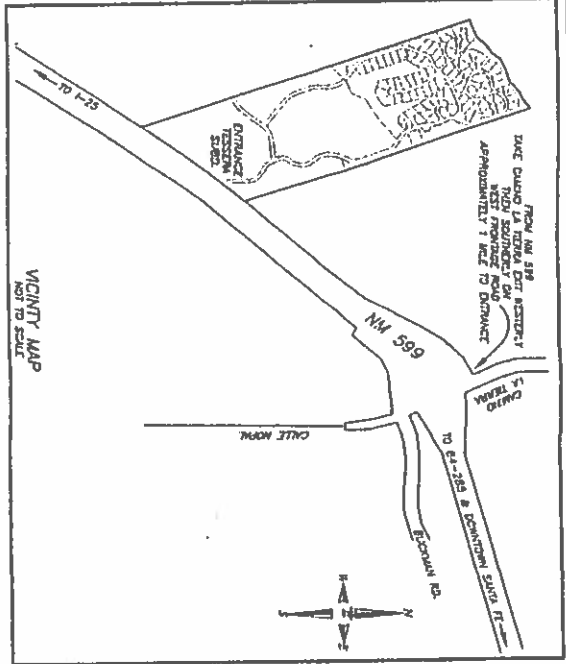 FROM NM 599
TAKE CAMINO LA TIERRA EXIT WESTERLY
THEN SOUTHERLY ON
WEST FRONTAGE ROAD
APPROXIMATELY 1 MILE TO ENTRANCE
CAMINO
LA TIERRA
ENTRANCE
TESSERA
SUBD.
TO I-25
NM 599
TO 84-285 & DOWNTOWN SANTA FE
CALLE NOPAL
BUCKMAN RD.
N
S
VICINITY MAP
NOT TO SCALE